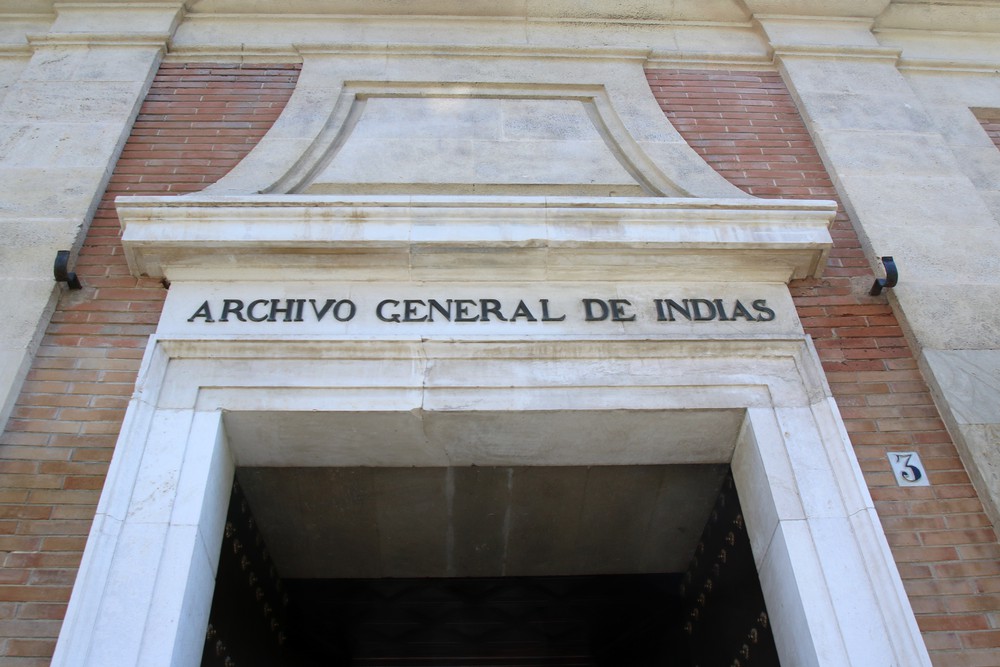 ARCHIVO GENERAL DE INDIAS
3